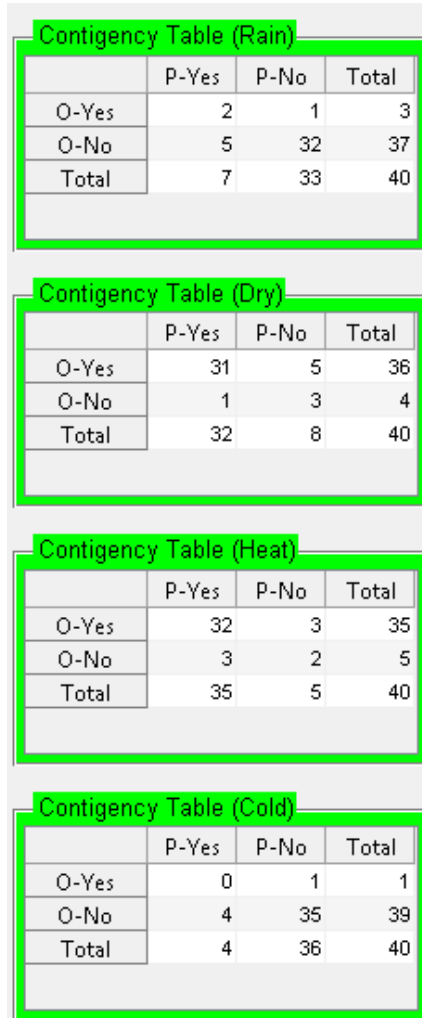 Contigency Table (Rain)
P-Yes P-No Total
O-Yes 2 1 3
O-No 5 32 37
Total 7 33 40
Contigency Table (Dry)
P-Yes P-No Total
O-Yes 31 5 36
O-No 1 3 4
Total 32 8 40
Contigency Table (Heat)
P-Yes P-No Total
O-Yes 32 3 35
O-No 3 2 5
Total 35 5 40
Contigency Table (Cold)
P-Yes P-No Total
O-Yes 0 1 1
O-No 4 35 39
Total 4 36 40